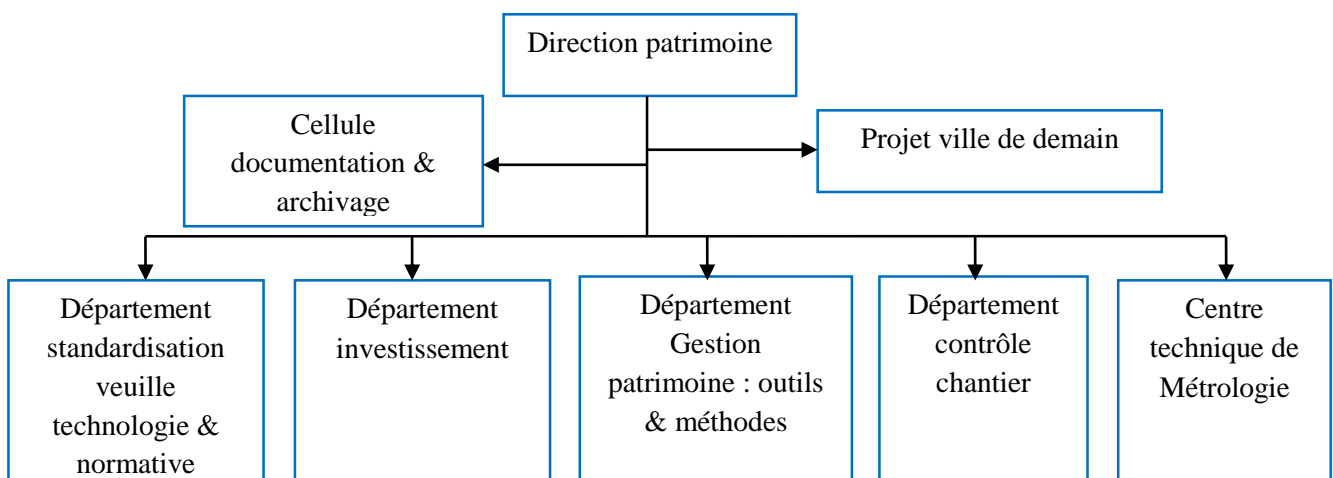 Direction patrimoine
Cellule
documentation &
archivage
Projet ville de demain
Département
standardisation
veuille
technologie &
normative
Département
investissement
Département
Gestion
patrimoine : outils
& méthodes
Département
contrôle
chantier
Centre
technique de
Métrologie